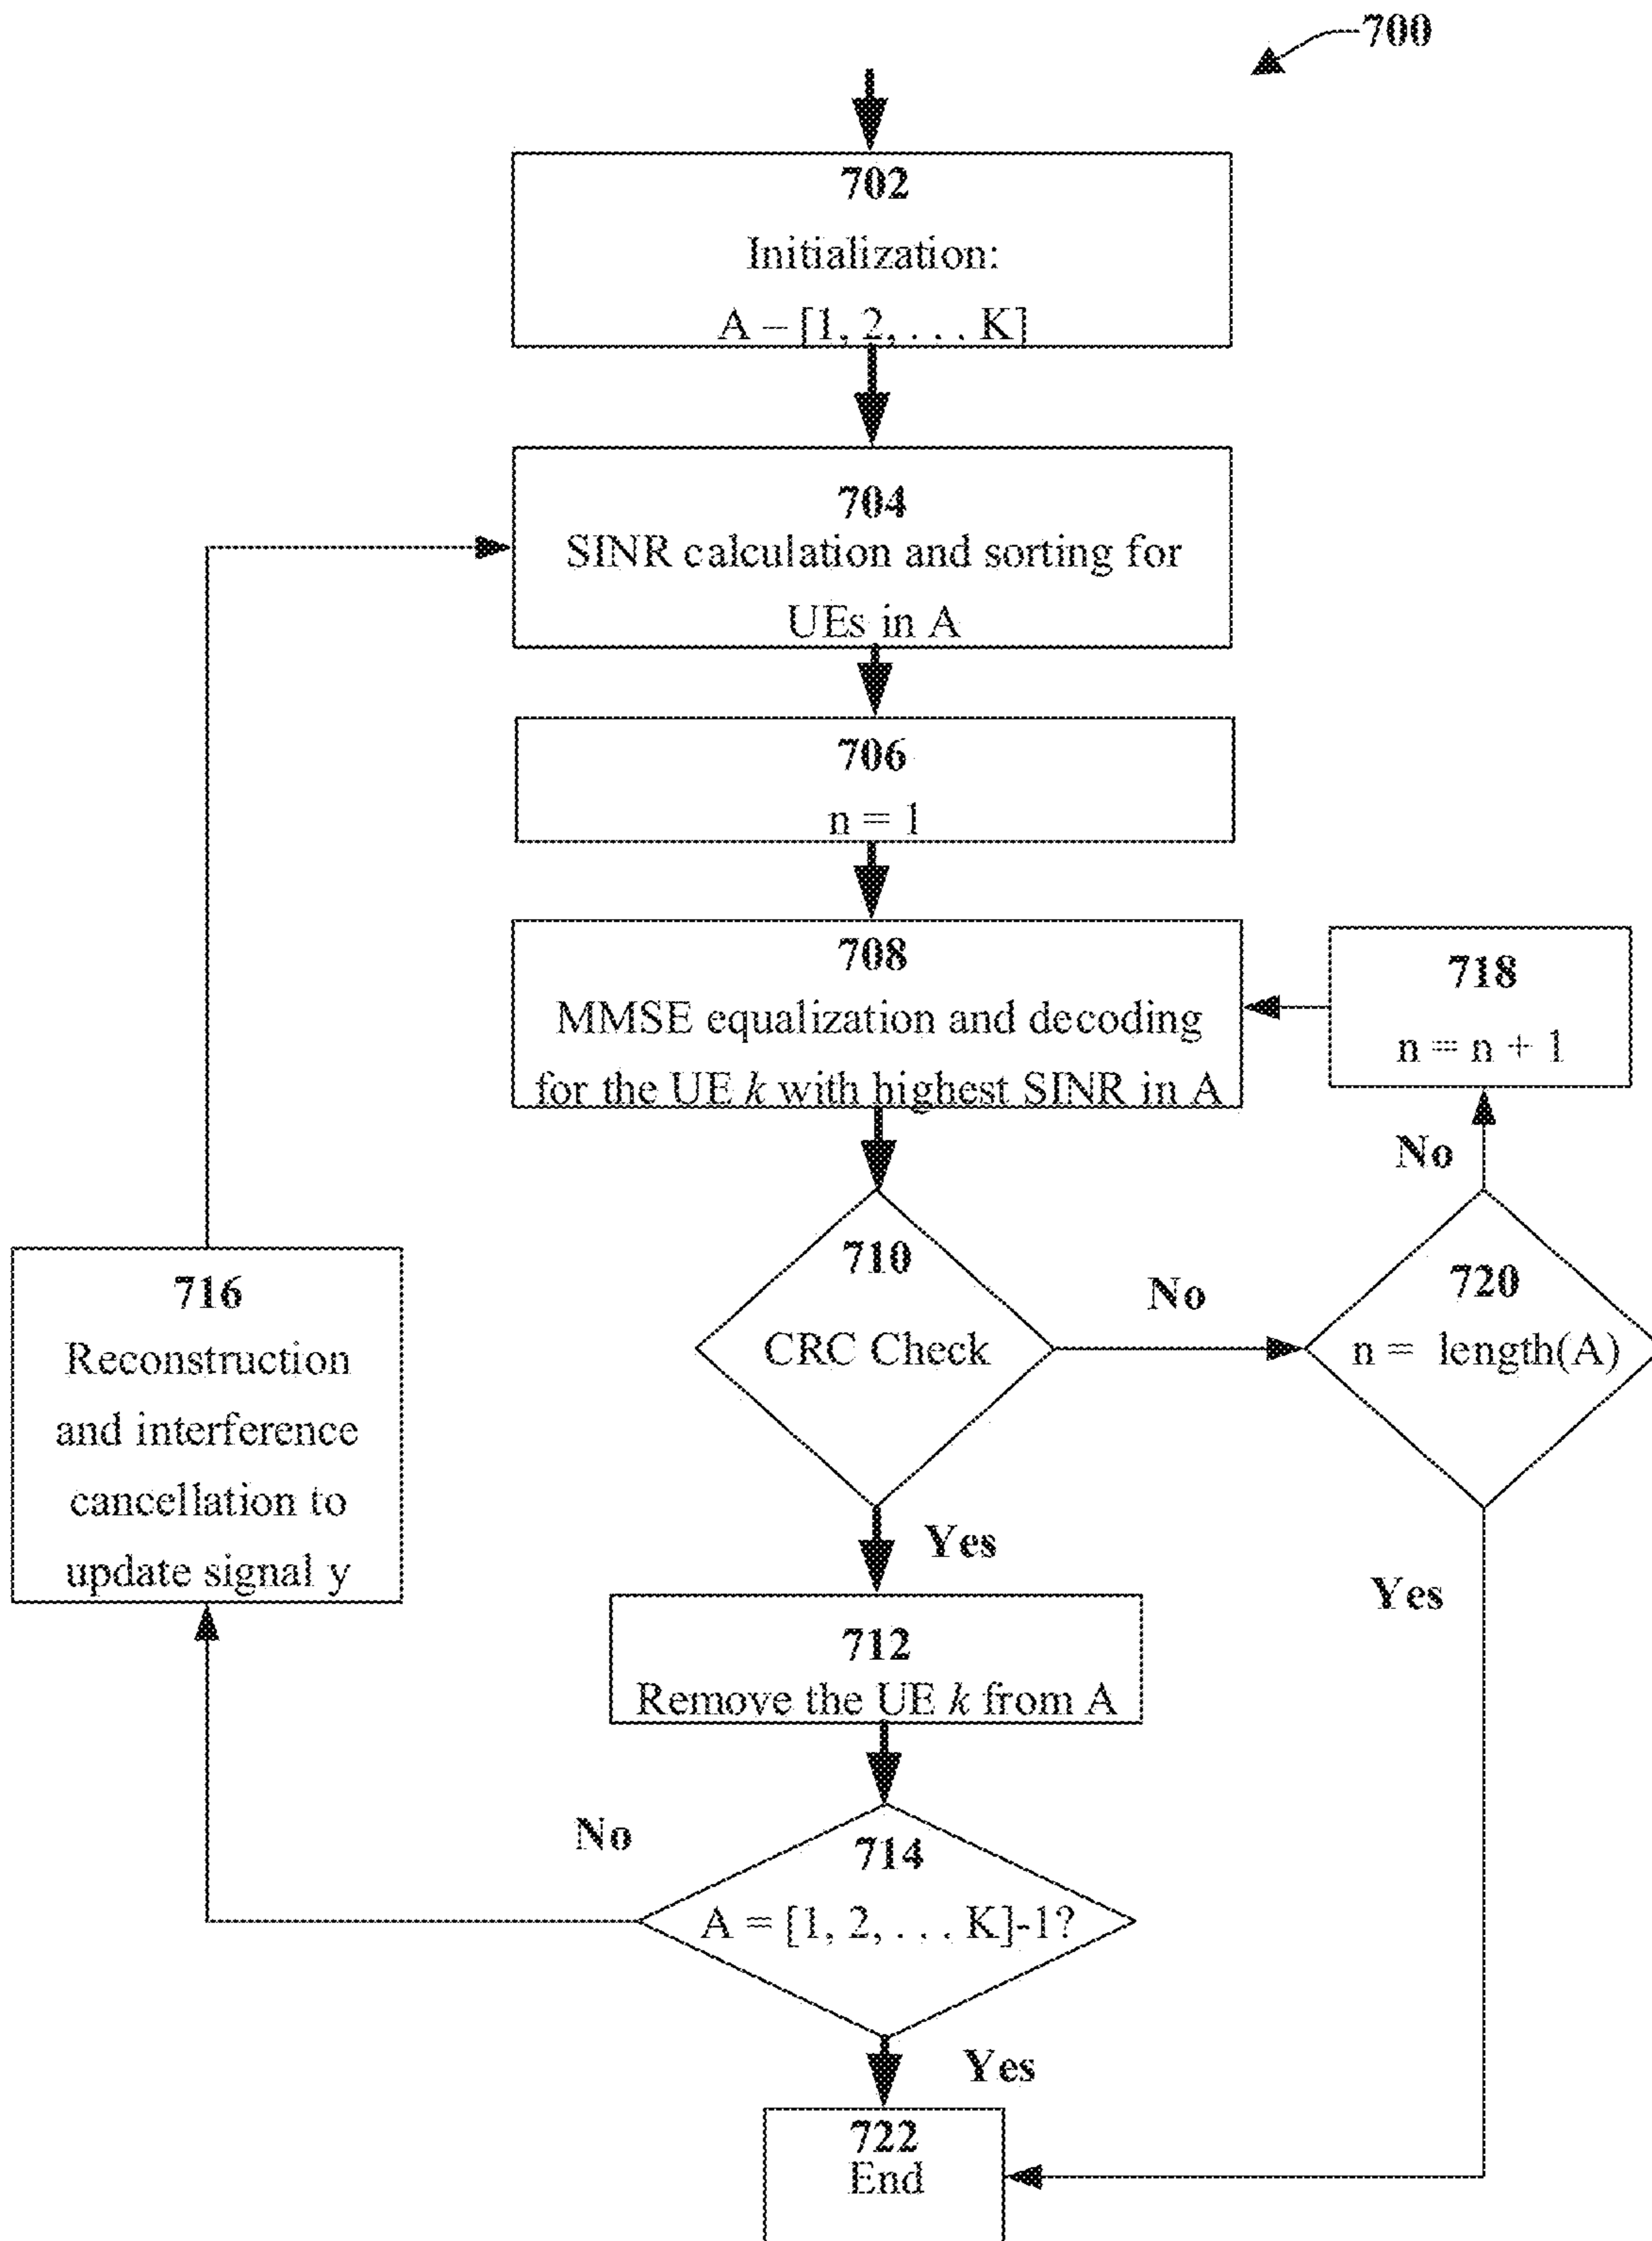 700
702
Initialization:
A = [1, 2, . . . K]
704
SINR calculation and sorting for
UEs in A
706
n = 1
708
MMSE equalization and decoding
for the UE k with highest SINR in A
718
n = n + 1
No
710
CRC Check
No
720
n = length(A)
716
Reconstruction
and interference
cancellation to
update signal y
Yes
Yes
712
Remove the UE k from A
No
714
A = [1, 2, . . . K]-1?
Yes
722
End